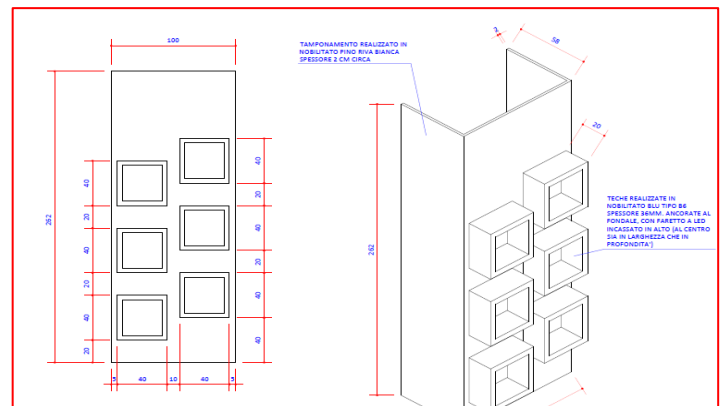 100
TAMPONAMENTO REALIZZATO IN
NOBILITATO PINO RIVA BIANCA
SPESSORE 2 CM CIRCA
2
58
20
262
40
20
40
20
40
20
40
20
40
20
40
40
5
40
10
40
5
262
TECHE REALIZZATE IN
NOBILITATO BLU TIPO B6
SPESSORE 36MM. ANCORATE AL
FONDALE, CON FARETTO A LED
INCASSATO IN ALTO (AL CENTRO
SIA IN LARGHEZZA CHE IN
PROFONDITA')